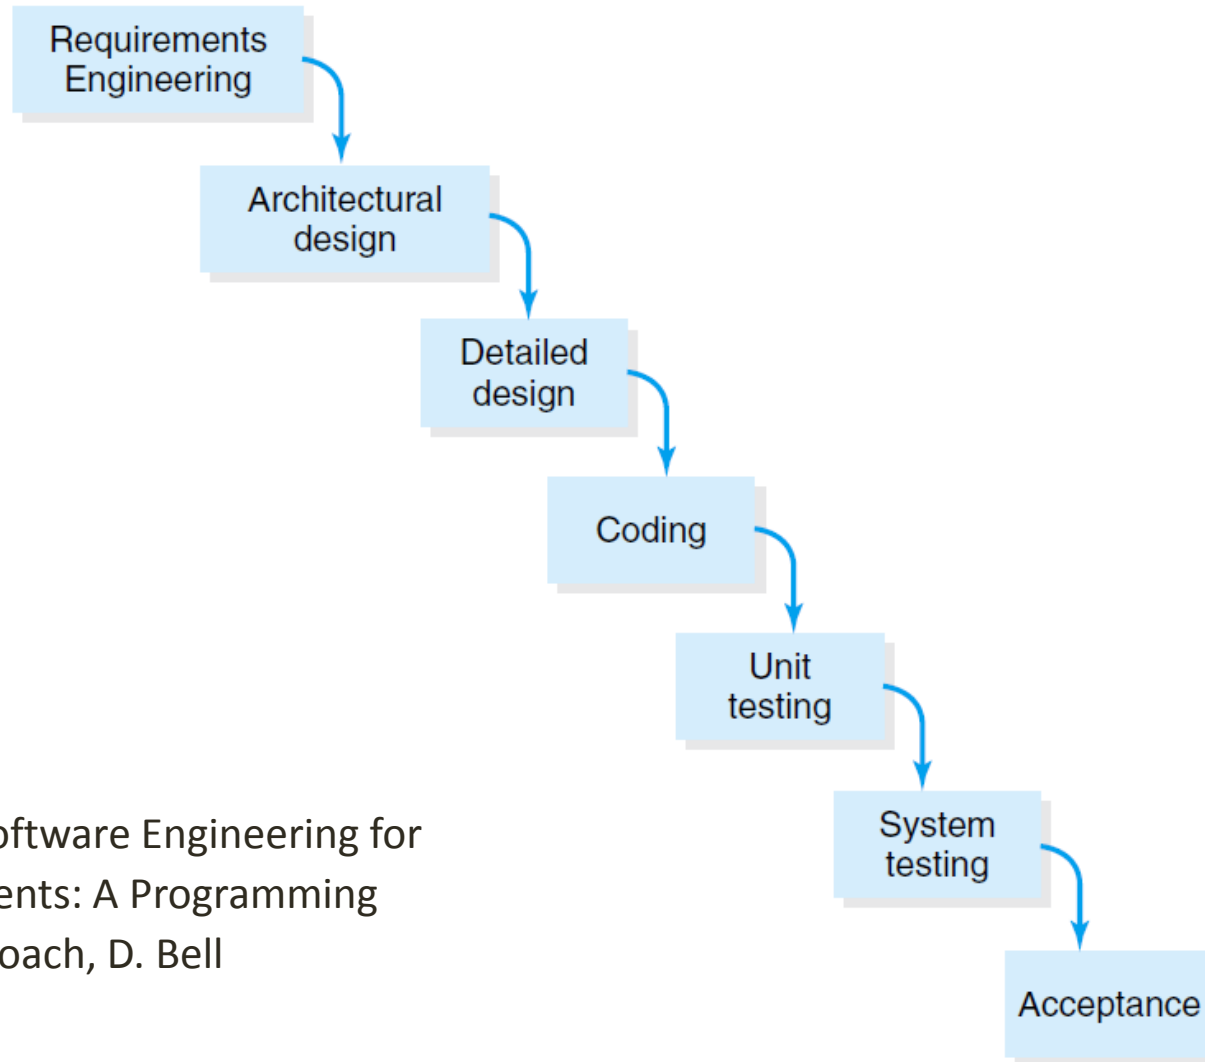 Requirements
Engineering
Architectural
design
Detailed
design
Coding
Unit
testing
System
testing
oftware Engineering for
ents: A Programming
oach, D. Bell
Acceptance